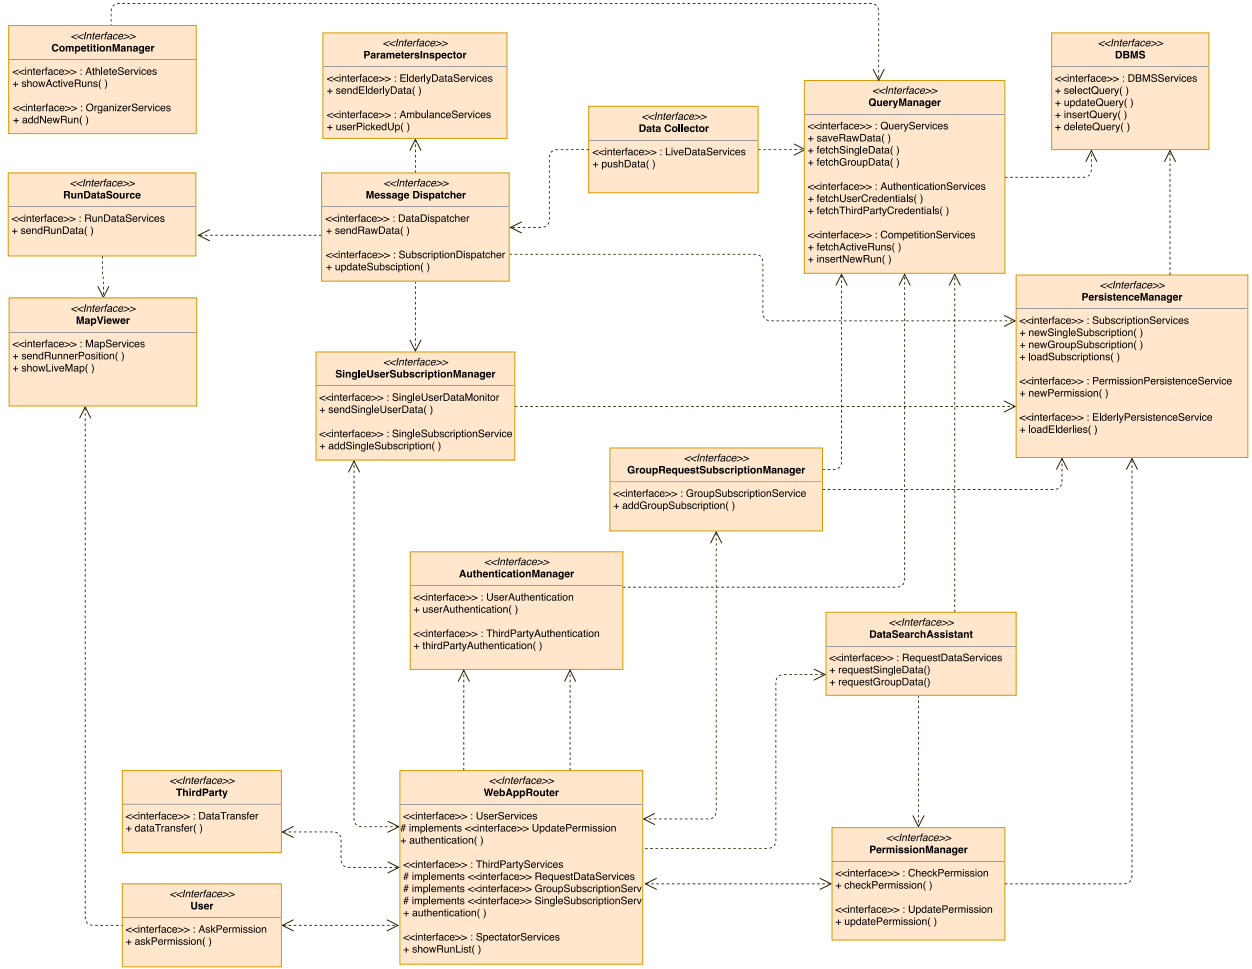 <<Interface>>
CompetitionManager
<<interface>> : AthleteServices
+ showActiveRuns( )
<<interface>> : OrganizerServices
+ addNewRun( )
<<Interface>>
ParametersInspector
<<interface>> : ElderlyDataServices
+ sendElderlyData( )
<<interface>> : AmbulanceServices
+ userPickedUp( )
<<Interface>>
Data Collector
<<interface>> : LiveDataServices
+ pushData( )
<<Interface>>
QueryManager
<<interface>> : QueryServices
+ saveRawData( )
+ fetchSingleData( )
+ fetchGroupData( )
<<interface>> : AuthenticationServices
+ fetchUserCredentials( )
+ fetchThirdPartyCredentials( )
<<interface>> : CompetitionServices
+ fetchActiveRuns( )
+ insertNewRun( )
<<Interface>>
DBMS
<<interface>> : DBMSServices
+ selectQuery( )
+ updateQuery( )
+ insertQuery( )
+ deleteQuery( )
<<Interface>>
RunDataSource
<<interface>> : RunDataServices
+ sendRunData( )
<<Interface>>
Message Dispatcher
<<interface>> : DataDispatcher
+ sendRawData( )
<<interface>> : SubscriptionDispatcher
+ updateSubsciption( )
<<Interface>>
MapViewer
<<interface>> : MapServices
+ sendRunnerPosition( )
+ showLiveMap( )
<<Interface>>
SingleUserSubscriptionManager
<<interface>> : SingleUserDataMonitor
+ sendSingleUserData( )
<<interface>> : SingleSubscriptionService
+ addSingleSubscription( )
<<Interface>>
PersistenceManager
<<interface>> : SubscriptionServices
+ newSingleSubscription( )
+ newGroupSubscription( )
+ loadSubscriptions( )
<<interface>> : PermissionPersistenceService
+ newPermission( )
<<interface>> : ElderlyPersistenceService
+ loadElderlies( )
<<Interface>>
GroupRequestSubscriptionManager
<<interface>> : GroupSubscriptionService
+ addGroupSubscription( )
<<Interface>>
AuthenticationManager
<<interface>> : UserAuthentication
+ userAuthentication( )
<<interface>> : ThirdPartyAuthentication
+ thirdPartyAuthentication( )
<<Interface>>
DataSearchAssistant
<<interface>> : RequestDataServices
+ requestSingleData()
+ requestGroupData()
<<Interface>>
ThirdParty
<<interface>> : DataTransfer
+ dataTransfer( )
<<Interface>>
WebAppRouter
<<interface>> : UserServices
# implements <<interface>> UpdatePermission
+ authentication( )
<<interface>> : ThirdPartyServices
# implements <<interface>> RequestDataServices
# implements <<interface>> GroupSubscriptionServ
# implements <<interface>> SingleSubscriptionServ
+ authentication( )
<<interface>> : SpectatorServices
+ showRunList( )
<<Interface>>
PermissionManager
<<interface>> : CheckPermission
+ checkPermission( )
<<interface>> : UpdatePermission
+ updatePermission( )
<<Interface>>
User
<<interface>> : AskPermission
+ askPermission( )